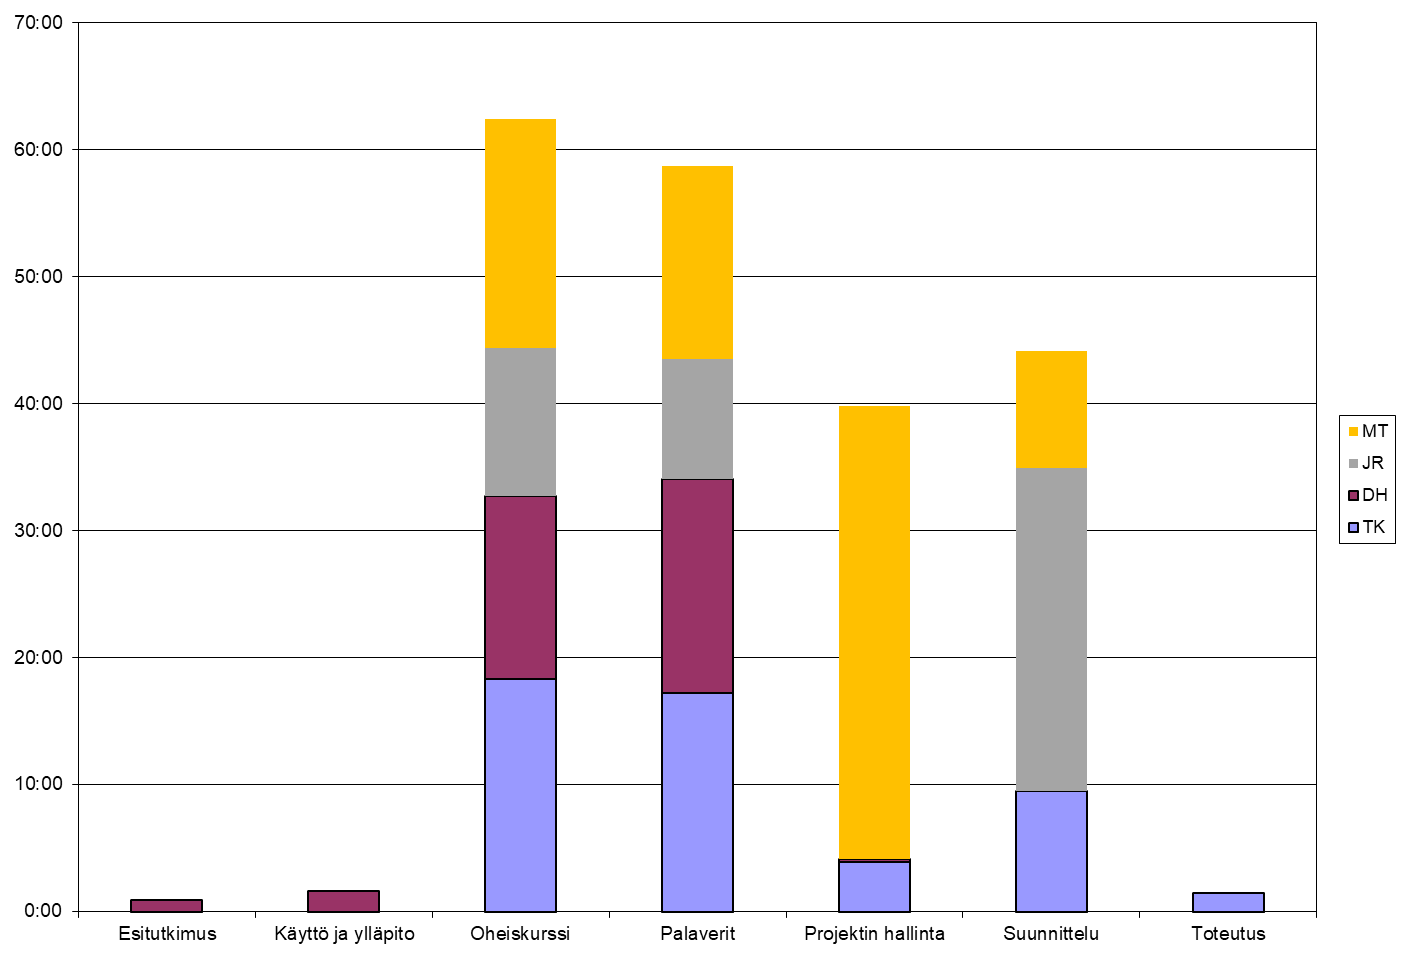 70:00
60:00
50:00
40:00
30:00
20:00
10:00
0:00
Esitutkimus
Käyttö ja ylläpito
Oheiskurssi
Palaverit
Projektin hallinta
Suunnittelu
Toteutus
MT
JR
DH
TK